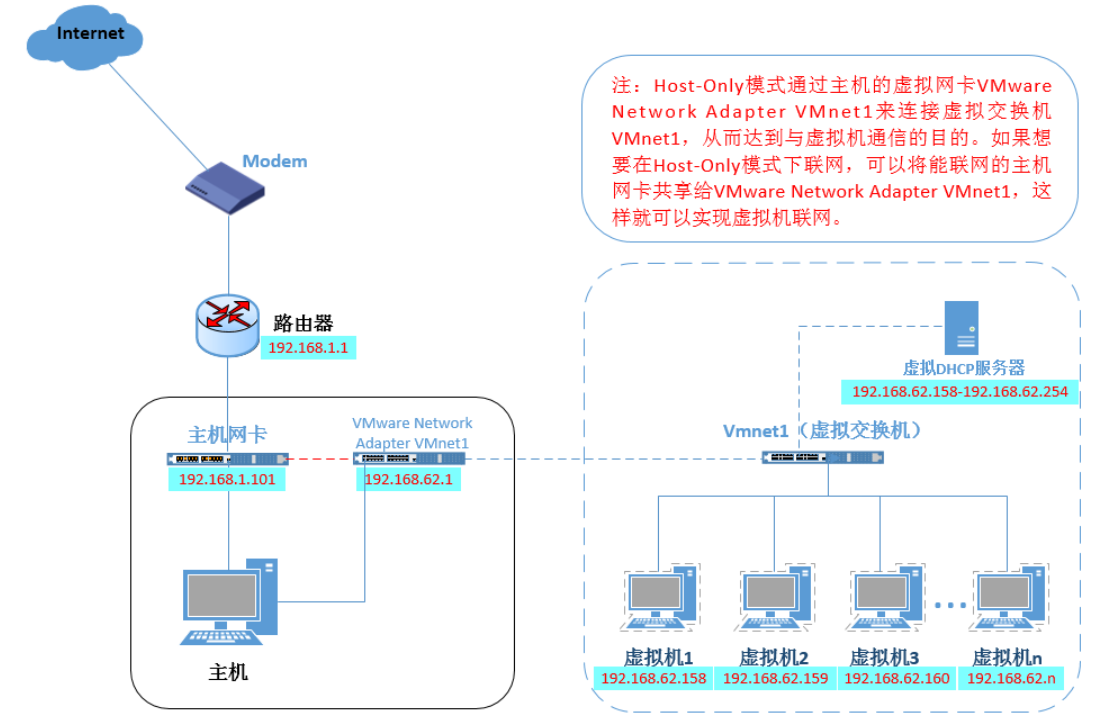 Internet
注：Host-Only模式通过主机的虚拟网卡VMware
Network Adapter VMnet1来连接虚拟交换机
VMnet1，从而达到与虚拟机通信的目的。如果想
要在Host-Only模式下联网，可以将能联网的主机
网卡共享给VMware Network Adapter VMnet1，这
样就可以实现虚拟机联网。
Modem
路由器
192.168.1.1
虚拟DHCP服务器
192.168.62.158-192.168.62.254
主机网卡
192.168.1.101
VMware Network
Adapter VMnet1
192.168.62.1
Vmnet1（虚拟交换机）
主机
虚拟机1
192.168.62.158
虚拟机2
192.168.62.159
虚拟机3
192.168.62.160
虚拟机n
192.168.62.n